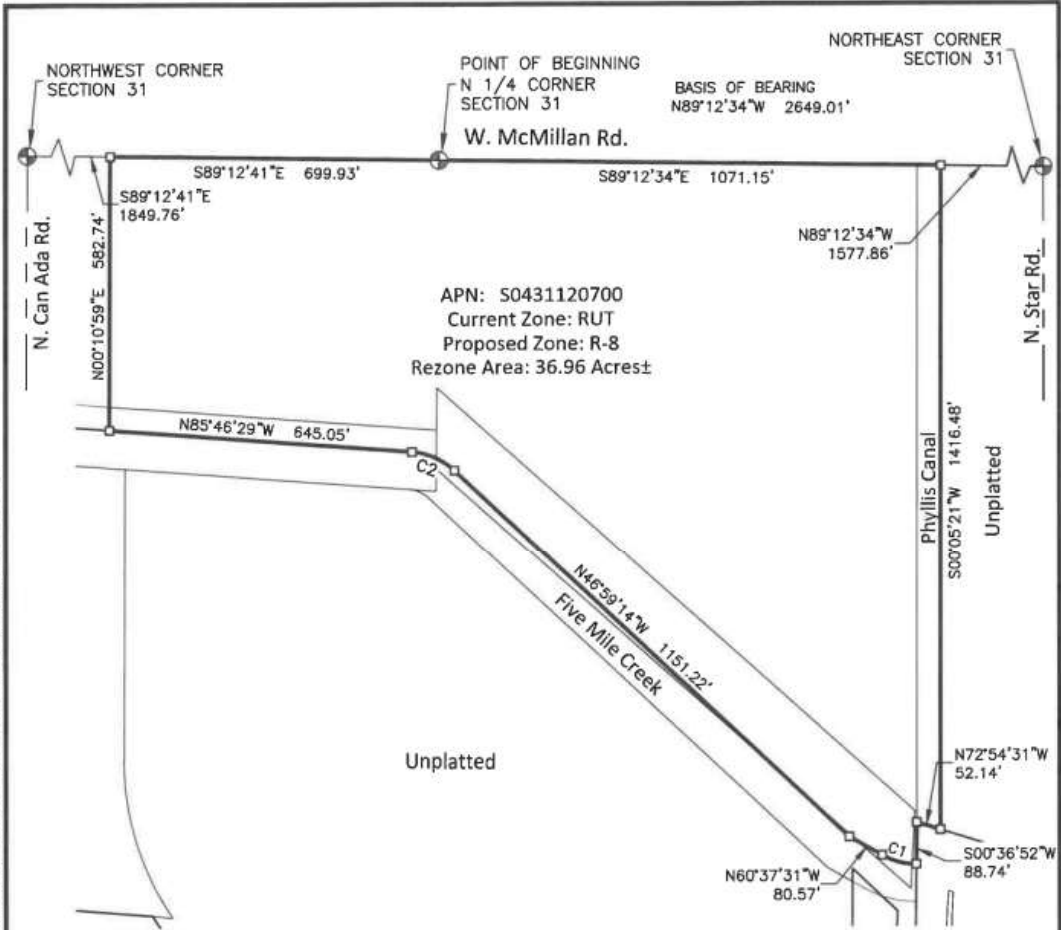 NORTHWEST CORNER
SECTION 31
POINT OF BEGINNING
N 1/4 CORNER
SECTION 31
BASIS OF BEARING
N89°12'34"W 2649.01'
NORTHEAST CORNER
SECTION 31
W. McMillan Rd.
S89°12'41"E 699.93'
S89°12'34"E 1071.15'
S89°12'41"E
1849.76'
N89°12'34"W
1577.86'
N. Can Ada Rd.
N00°10'59"E 582.74'
N. Star Rd.
APN: S0431120700
Current Zone: RUT
Proposed Zone: R-8
Rezone Area: 36.96 Acres±
N85°46'29"W 645.05'
C2
Phyllis Canal
S00°05'21"W 1416.48'
Unplatted
N46°59'14"W 1151.22'
Five Mile Creek
Unplatted
N72°54'31"W
52.14'
C1
S00°36'52"W
88.74'
N60°37'31"W
80.57'